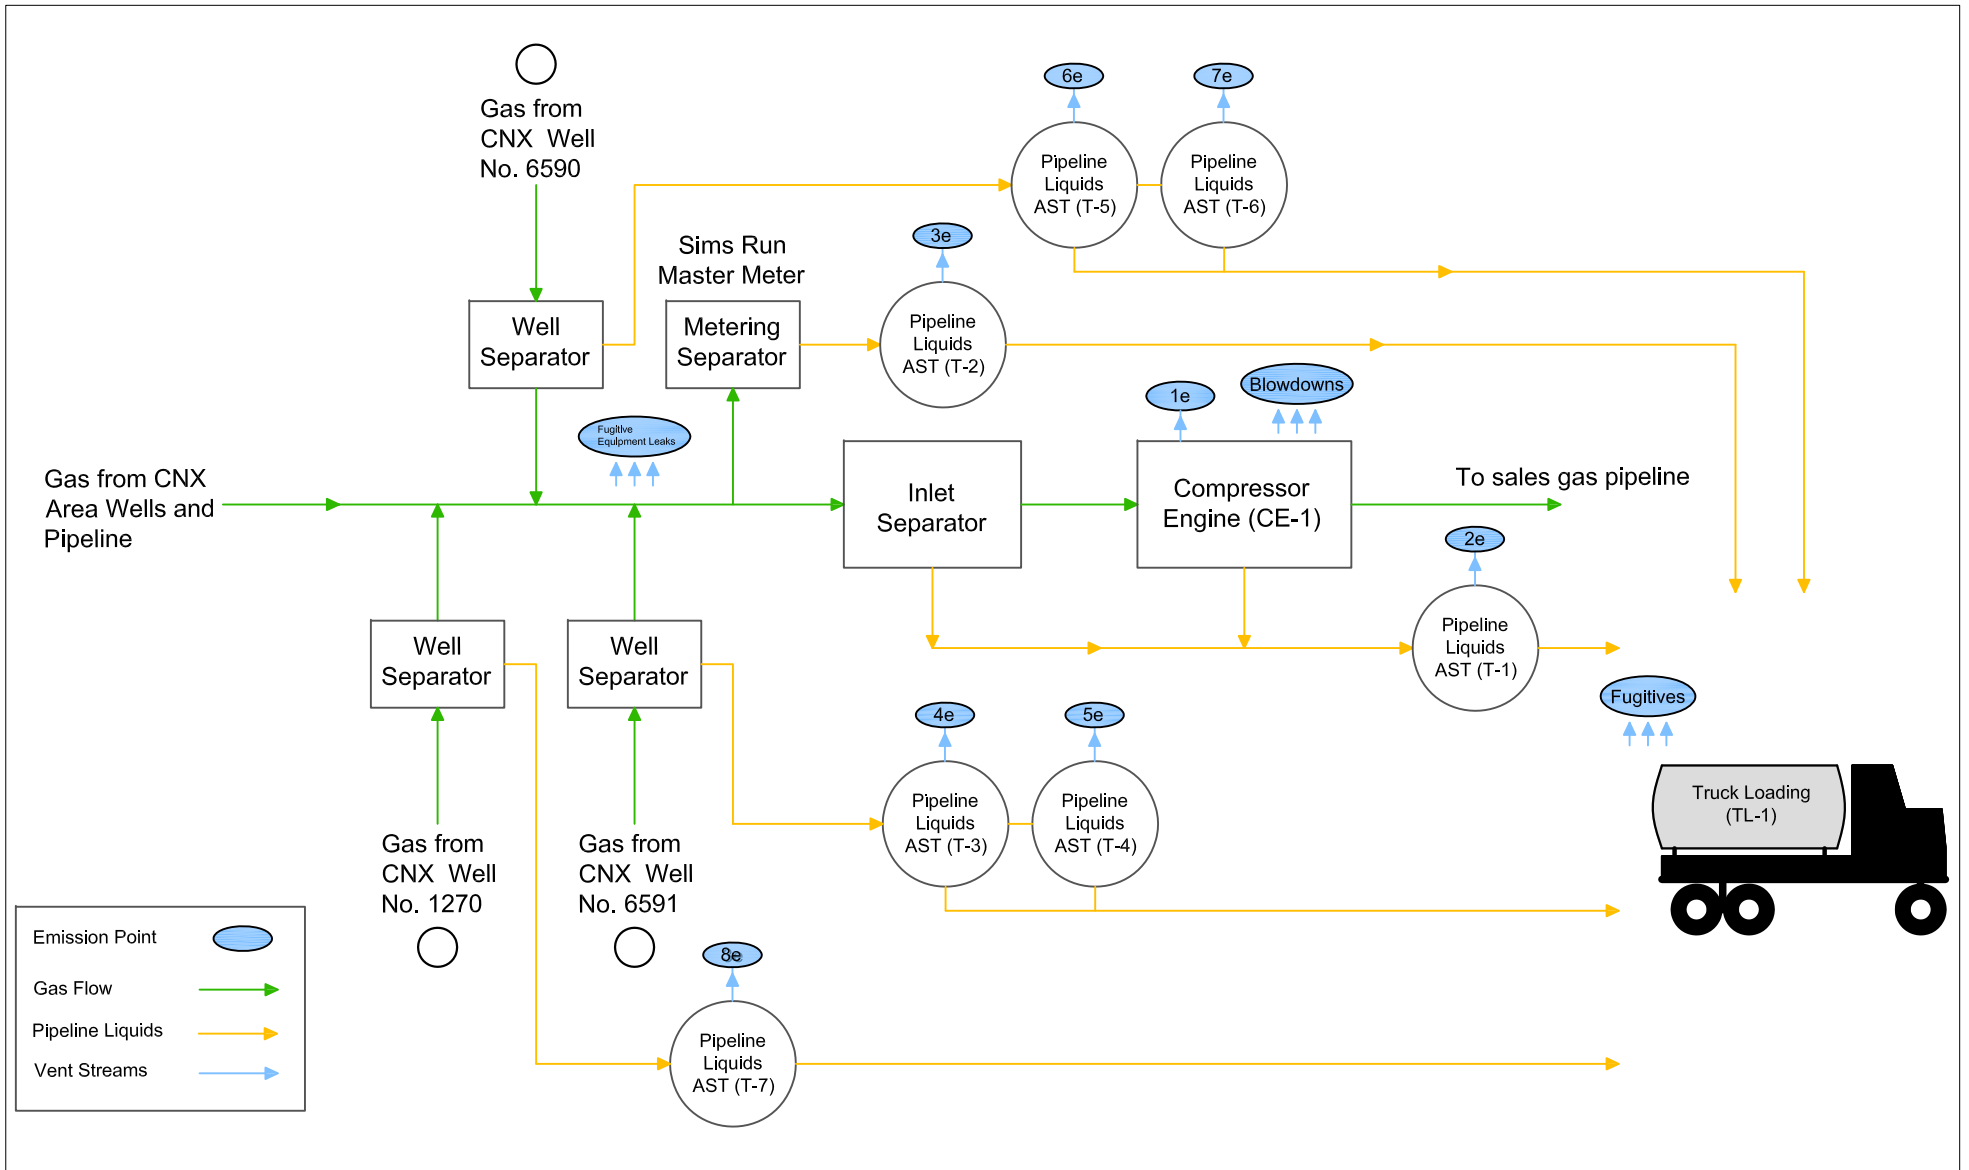 6e
7e
Gas from
CNX Well
No. 6590
Pipeline
Liquids
AST (T-5)
Pipeline
Liquids
AST (T-6)
3e
Sims Run
Master Meter
Well
Separator
Metering
Separator
Pipeline
Liquids
AST (T-2)
1e
Blowdowns
Fugitive
Equipment Leaks
Gas from CNX
Area Wells and
Pipeline
Inlet
Separator
Compressor
Engine (CE-1)
To sales gas pipeline
2e
Well
Separator
Well
Separator
Pipeline
Liquids
AST (T-1)
Fugitives
4e
5e
Pipeline
Liquids
AST (T-3)
Pipeline
Liquids
AST (T-4)
Truck Loading
(TL-1)
Gas from
CNX Well
No. 1270
Gas from
CNX Well
No. 6591
8e
Pipeline
Liquids
AST (T-7)
Emission Point
Gas Flow
Pipeline Liquids
Vent Streams